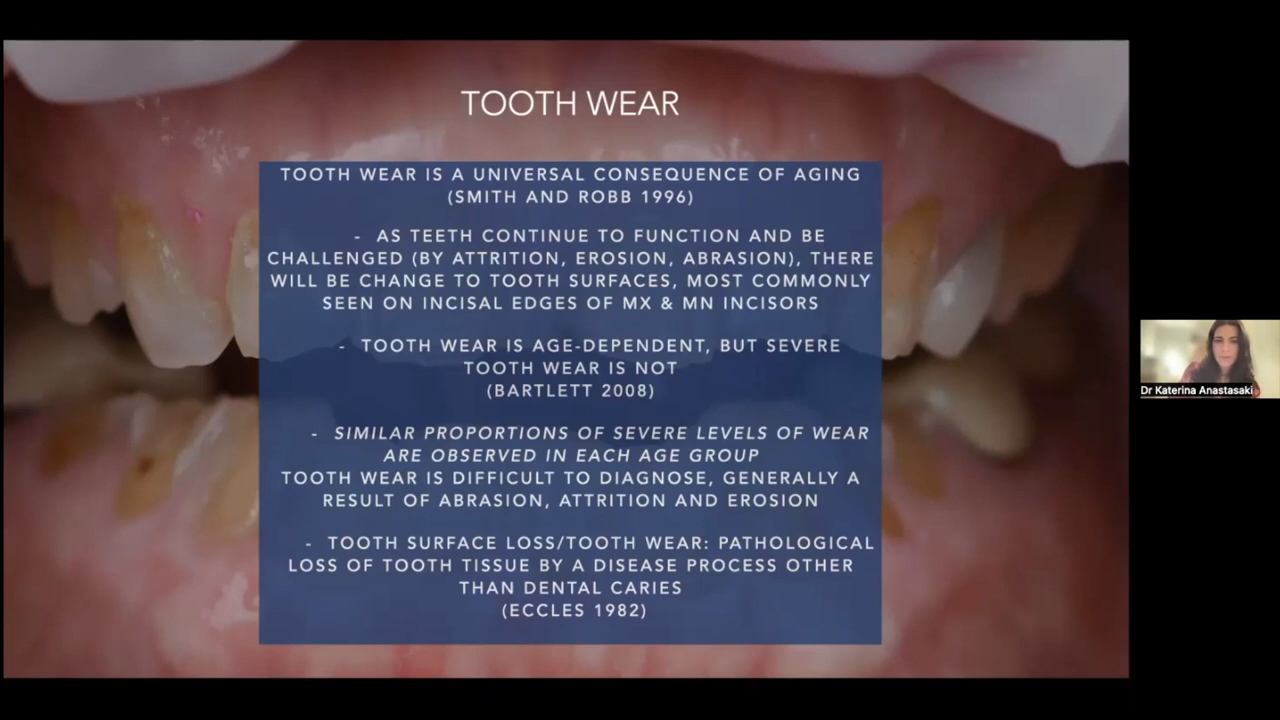 TOOTH WEAR
TOOTH WEAR IS A UNIVERSAL CONSEQUENCE OF AGING
(SMITH AND ROBB 1996)
- AS TEETH CONTINUE TO FUNCTION AND BE
CHALLENGED (BY ATTRITION, EROSION, ABRASION), THERE
WILL BE CHANGE TO TOOTH SURFACES, MOST COMMONLY
SEEN ON INCISAL EDGES OF MX & MN INCISORS
- TOOTH WEAR IS AGE-DEPENDENT, BUT SEVERE
TOOTH WEAR IS NOT
(BARTLETT 2008)
- SIMILAR PROPORTIONS OF SEVERE LEVELS OF WEAR
ARE OBSERVED IN EACH AGE GROUP
TOOTH WEAR IS DIFFICULT TO DIAGNOSE, GENERALLY A
RESULT OF ABRASION, ATTRITION AND EROSION
- TOOTH SURFACE LOSS/TOOTH WEAR: PATHOLOGICAL
LOSS OF TOOTH TISSUE BY A DISEASE PROCESS OTHER
THAN DENTAL CARIES
(ECCLES 1982)
Dr Katerina Anastasaki